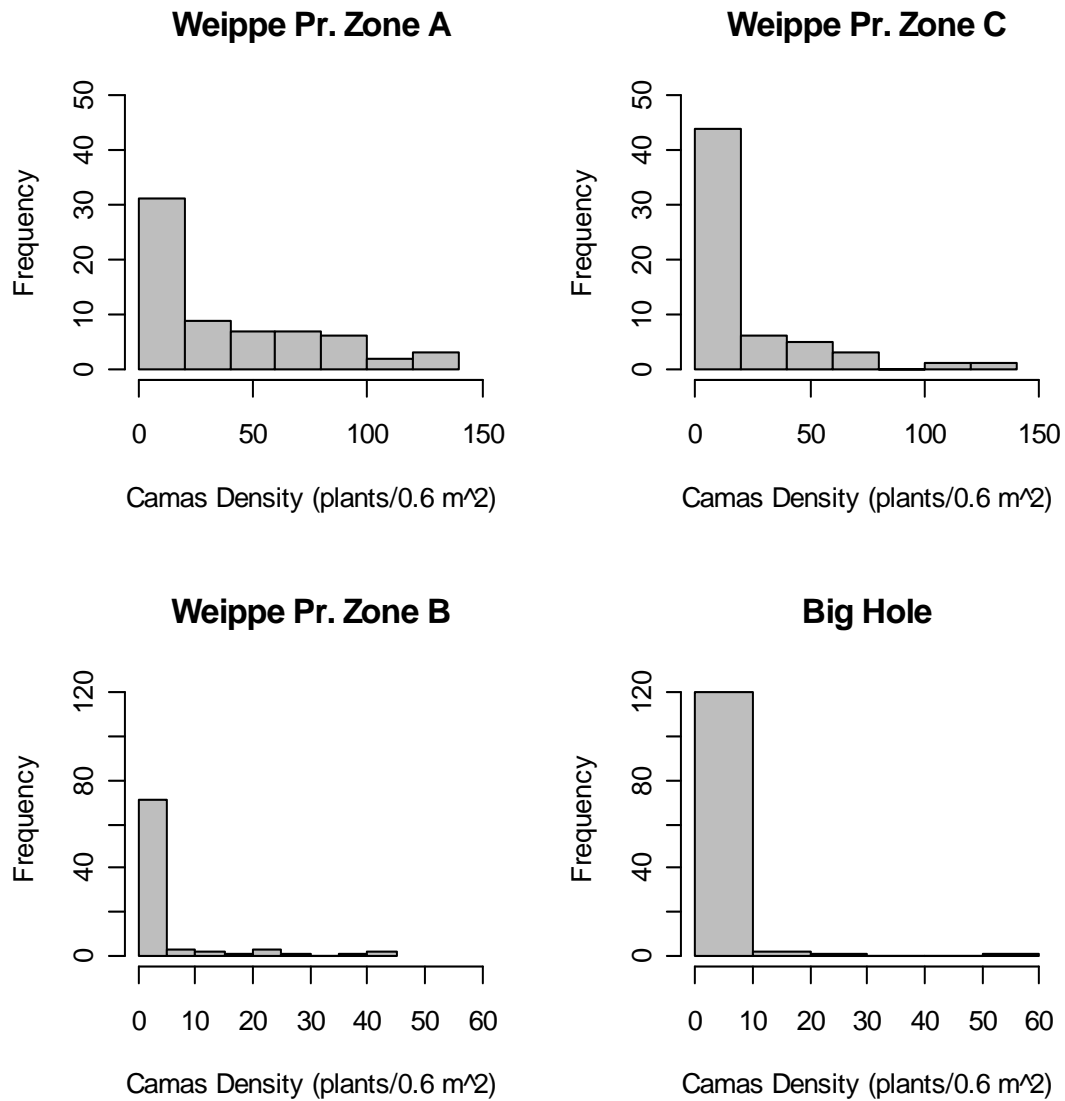 Weippe Pr. Zone A
Frequency
50
40
30
20
10
0
0 50 100 150
Camas Density (plants/0.6 m^2)
Weippe Pr. Zone C
Frequency
50
40
30
20
10
0
0 50 100 150
Camas Density (plants/0.6 m^2)
Weippe Pr. Zone B
Frequency
120
80
40
0
0 10 20 30 40 50 60
Camas Density (plants/0.6 m^2)
Big Hole
Frequency
120
80
40
0
0 10 20 30 40 50 60
Camas Density (plants/0.6 m^2)